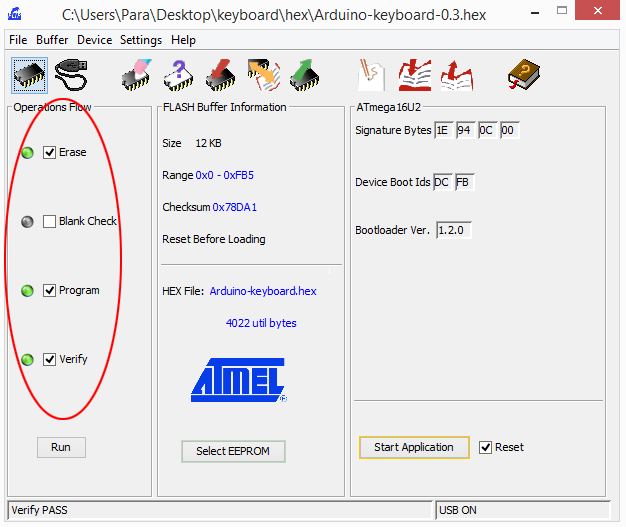 C:\Users\Para\Desktop\keyboard\hex\Arduino-keyboard-0.3.hex
File Buffer Device Settings Help
Operations Flow
Erase
Blank Check
Program
Verify
Run
FLASH Buffer Information
Size 12 KB
Range 0x0 - 0xFB5
Checksum 0x78DA1
Reset Before Loading
HEX File: Arduino-keyboard.hex
4022 util bytes
ATMEL®
Select EEPROM
ATmega16U2
Signature Bytes 1E 94 0C 00
Device Boot Ids DC FB
Bootloader Ver. 1.2.0
Start Application Reset
Verify PASS
USB ON